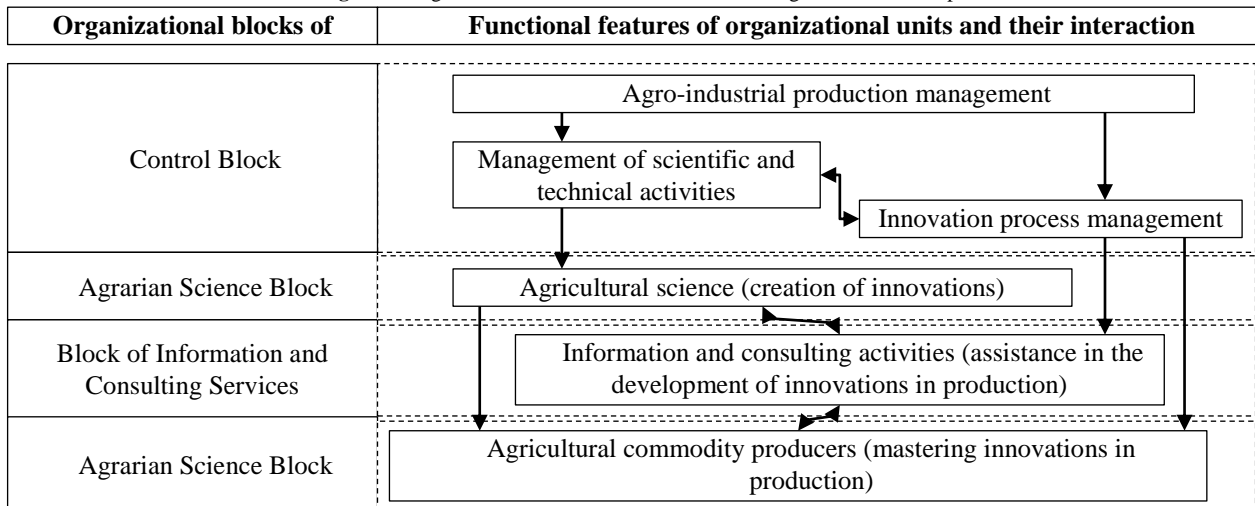 Organizational blocks of
Functional features of organizational units and their interaction
Control Block
Agro-industrial production management
Management of scientific and
technical activities
Innovation process management
Agrarian Science Block
Agricultural science (creation of innovations)
Block of Information and
Consulting Services
Information and consulting activities (assistance in the
development of innovations in production)
Agrarian Science Block
Agricultural commodity producers (mastering innovations in
production)